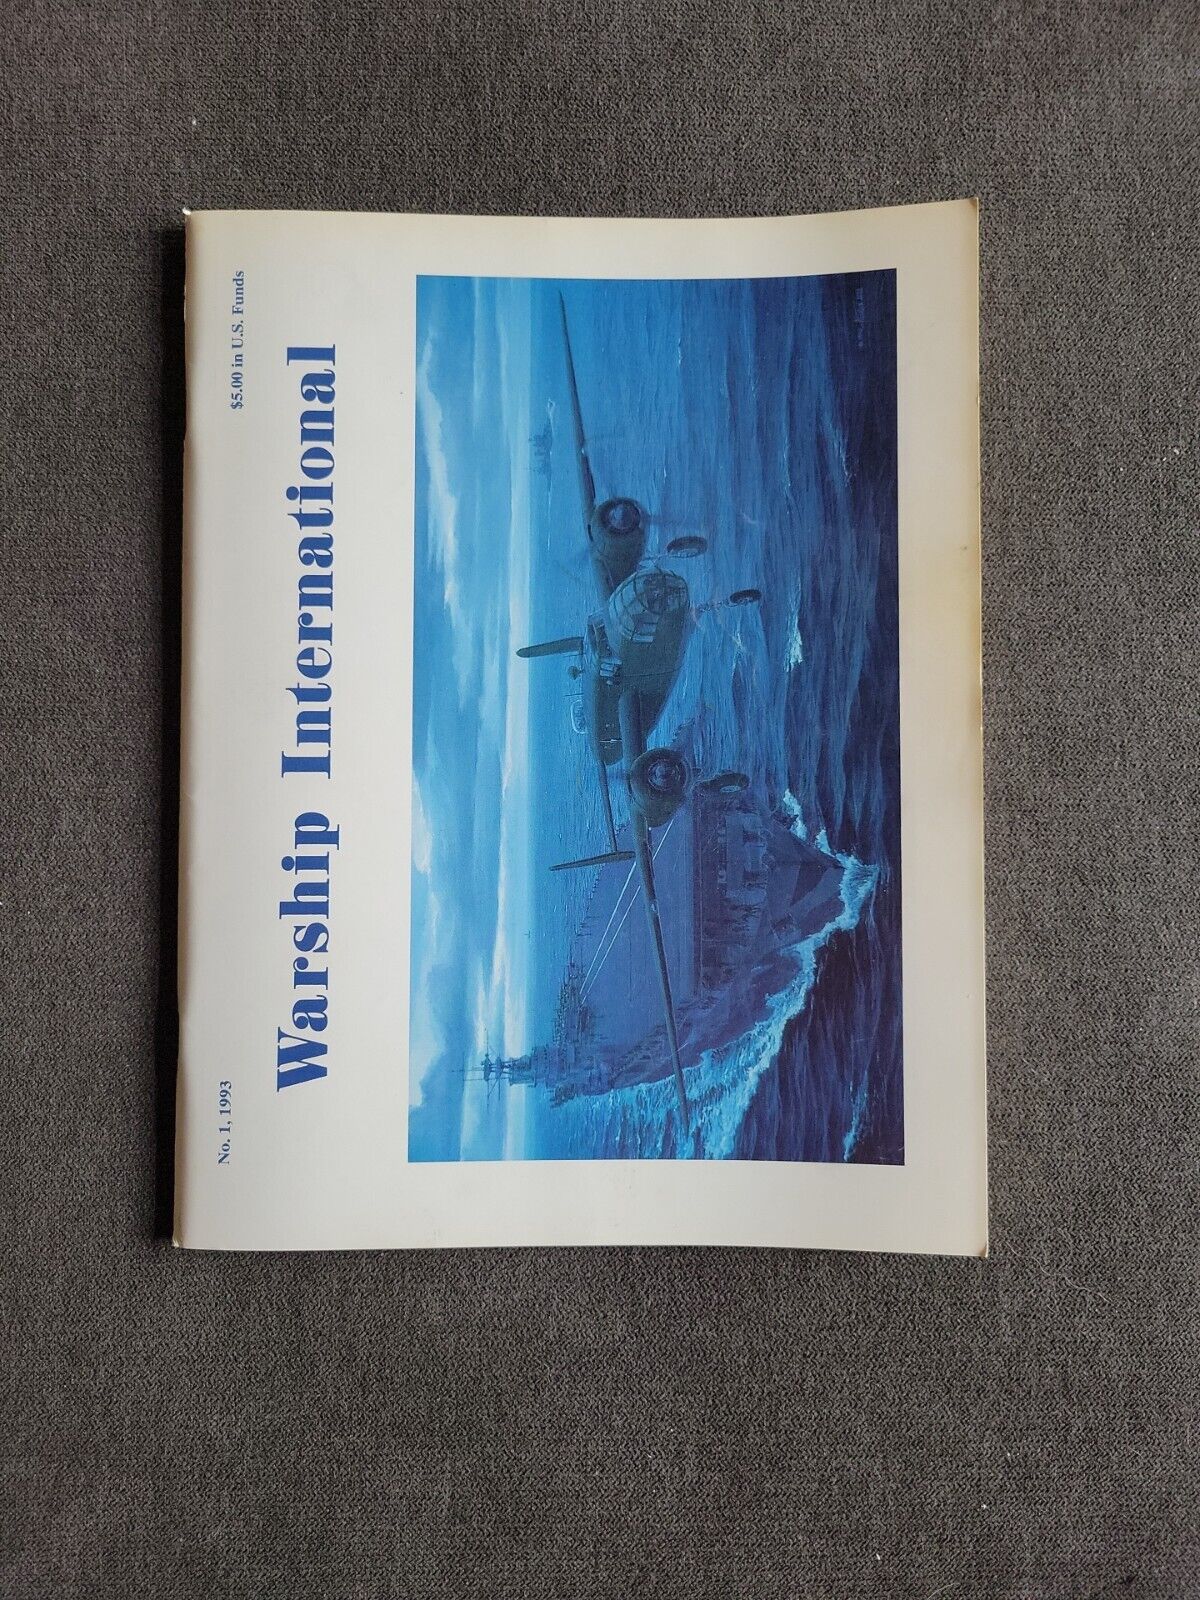 No. 1, 1993
$5.00 in U.S. Funds
Warship International